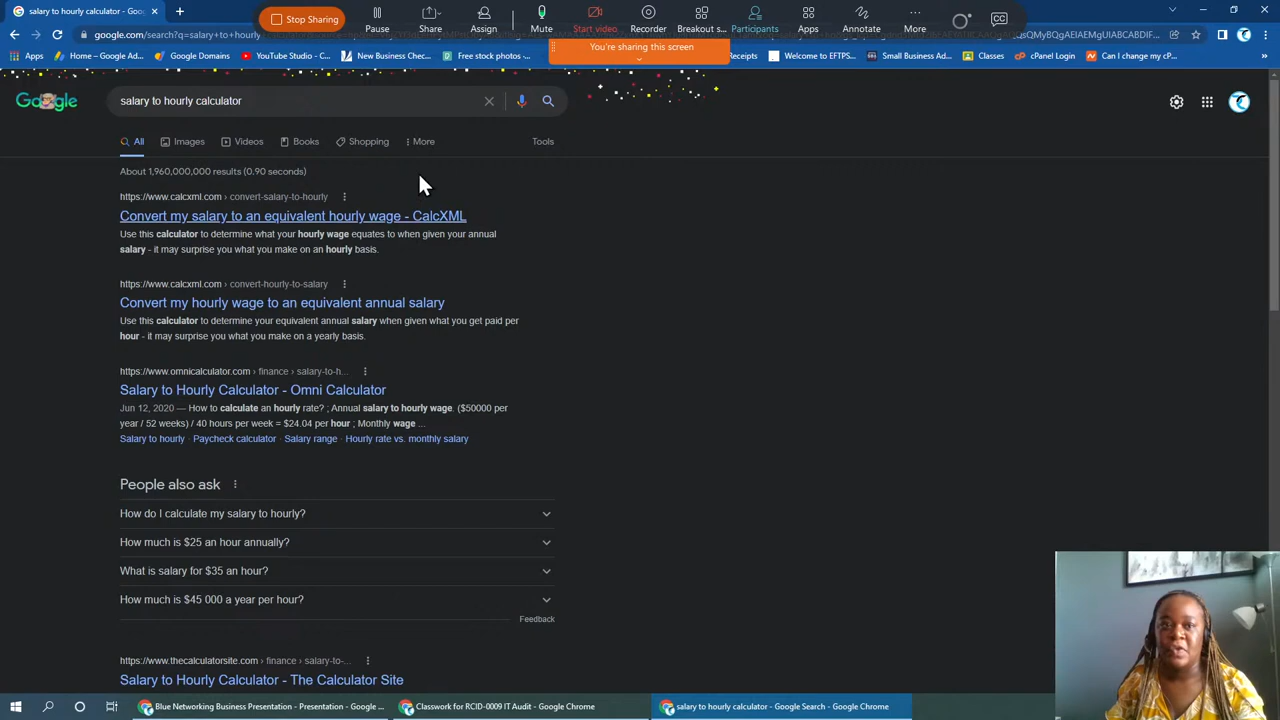 salary to hourly calculator - Go
Stop Sharing
Pause
Share
Assign
Mute
Start video
Recorder
Breakout s...
Participants
Apps
Annotate
More
google.com/search?q=salary+to+hourly
You're sharing this screen
Apps
Home – Google Ad...
Google Domains
YouTube Studio - C...
New Business Chec...
Free stock photos -...
Receipts
Welcome to EFTPS...
Small Business Ad...
Classes
cPanel Login
Can I change my cP...
Google
salary to hourly calculator
All
Images
Videos
Books
Shopping
More
Tools
About 1,960,000,000 results (0.90 seconds)
https://www.calcxml.com › convert-salary-to-hourly
Convert my salary to an equivalent hourly wage - CalcXML
Use this calculator to determine what your hourly wage equates to when given your annual
salary - it may surprise you what you make on an hourly basis.
https://www.calcxml.com › convert-hourly-to-salary
Convert my hourly wage to an equivalent annual salary
Use this calculator to determine your equivalent annual salary when given what you get paid per
hour - it may surprise you what you make on a yearly basis.
https://www.omnicalculator.com › finance › salary-to-h...
Salary to Hourly Calculator - Omni Calculator
Jun 12, 2020 — How to calculate an hourly rate? ; Annual salary to hourly wage. ($50000 per
year / 52 weeks) / 40 hours per week = $24.04 per hour ; Monthly wage ...
Salary to hourly · Paycheck calculator · Salary range · Hourly rate vs. monthly salary
People also ask
How do I calculate my salary to hourly?
How much is $25 an hour annually?
What is salary for $35 an hour?
How much is $45 000 a year per hour?
Feedback
https://www.thecalculatorsite.com › finance › salary-to-...
Salary to Hourly Calculator - The Calculator Site
Blue Networking Business Presentation - Presentation - Google ...
Classwork for RCID-0009 IT Audit - Google Chrome
salary to hourly calculator - Google Search - Google Chrome